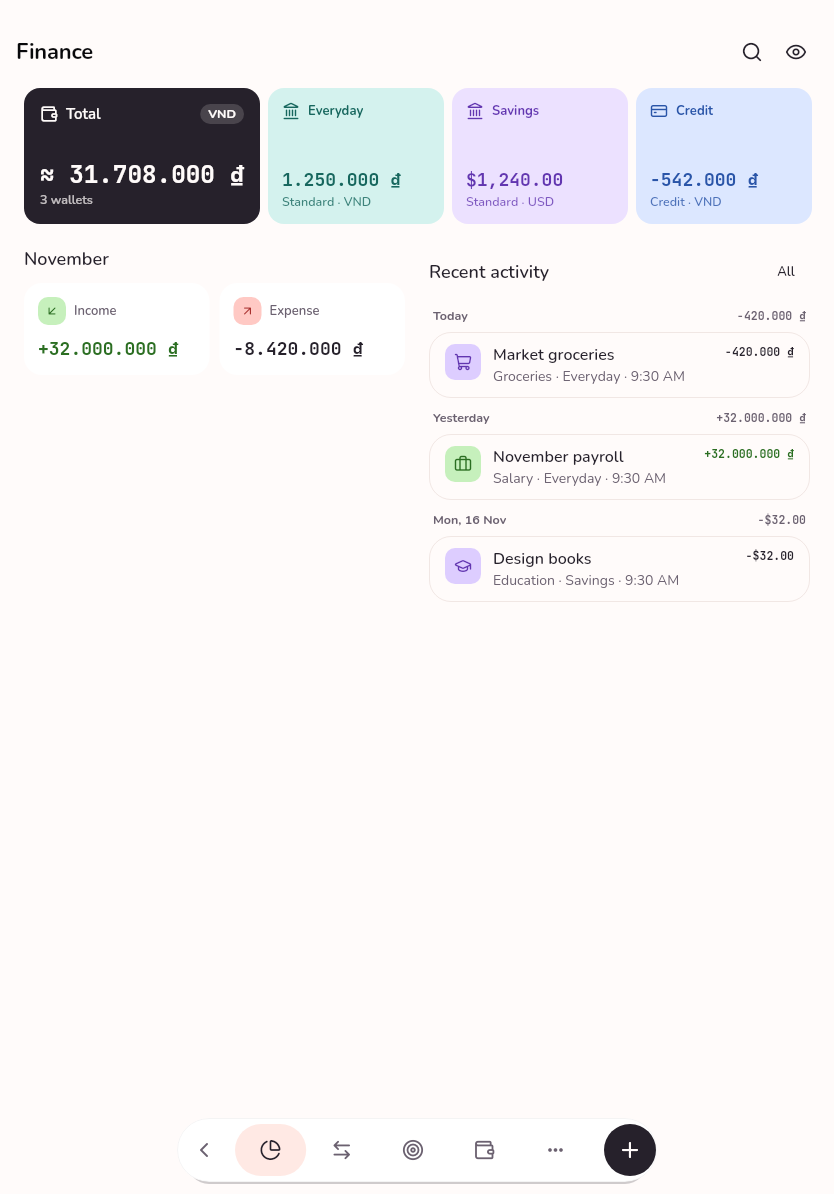 Finance
Total
VND
≈ 31.708.000 ₫
3 wallets
Everyday
1.250.000 ₫
Standard · VND
Savings
$1,240.00
Standard · USD
Credit
-542.000 ₫
Credit · VND
November
Income
+32.000.000 ₫
Expense
-8.420.000 ₫
Recent activity
All
Today
-420.000 ₫
Market groceries
-420.000 ₫
Groceries · Everyday · 9:30 AM
Yesterday
+32.000.000 ₫
November payroll
+32.000.000 ₫
Salary · Everyday · 9:30 AM
Mon, 16 Nov
-$32.00
Design books
-$32.00
Education · Savings · 9:30 AM